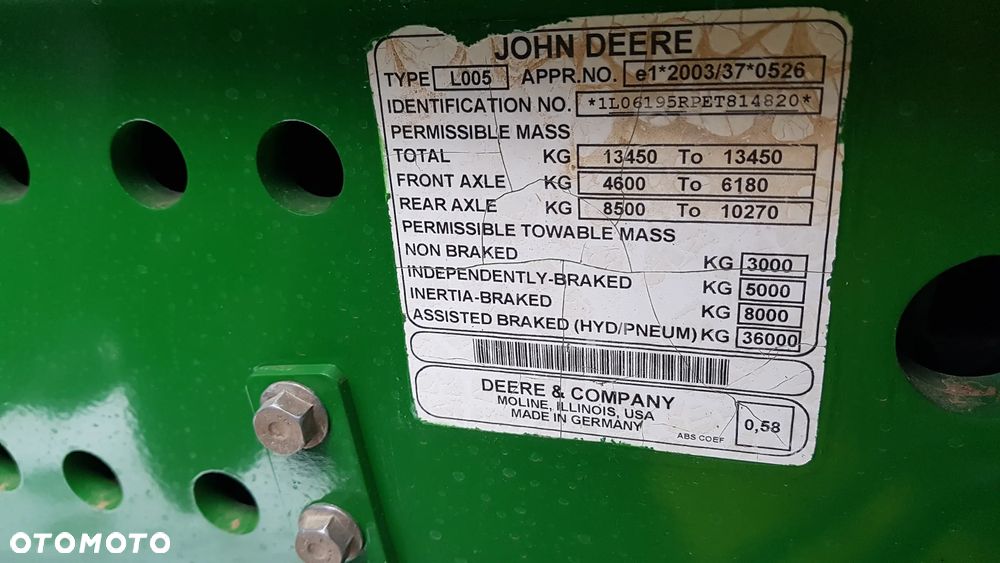 JOHN DEERE
TYPE L005 APPR.NO. e1*2003/37*0526
IDENTIFICATION NO. *1L06195RPET814820*
PERMISSIBLE MASS
TOTAL KG 13450 To 13450
FRONT AXLE KG 4600 To 6180
REAR AXLE KG 8500 To 10270
PERMISSIBLE TOWABLE MASS
NON BRAKED KG 3000
INDEPENDENTLY-BRAKED KG 5000
INERTIA-BRAKED KG 8000
ASSISTED BRAKED (HYD/PNEUM) KG 36000
DEERE & COMPANY
MOLINE, ILLINOIS, USA
MADE IN GERMANY
ABS COEF 0,58
OTOMOTO